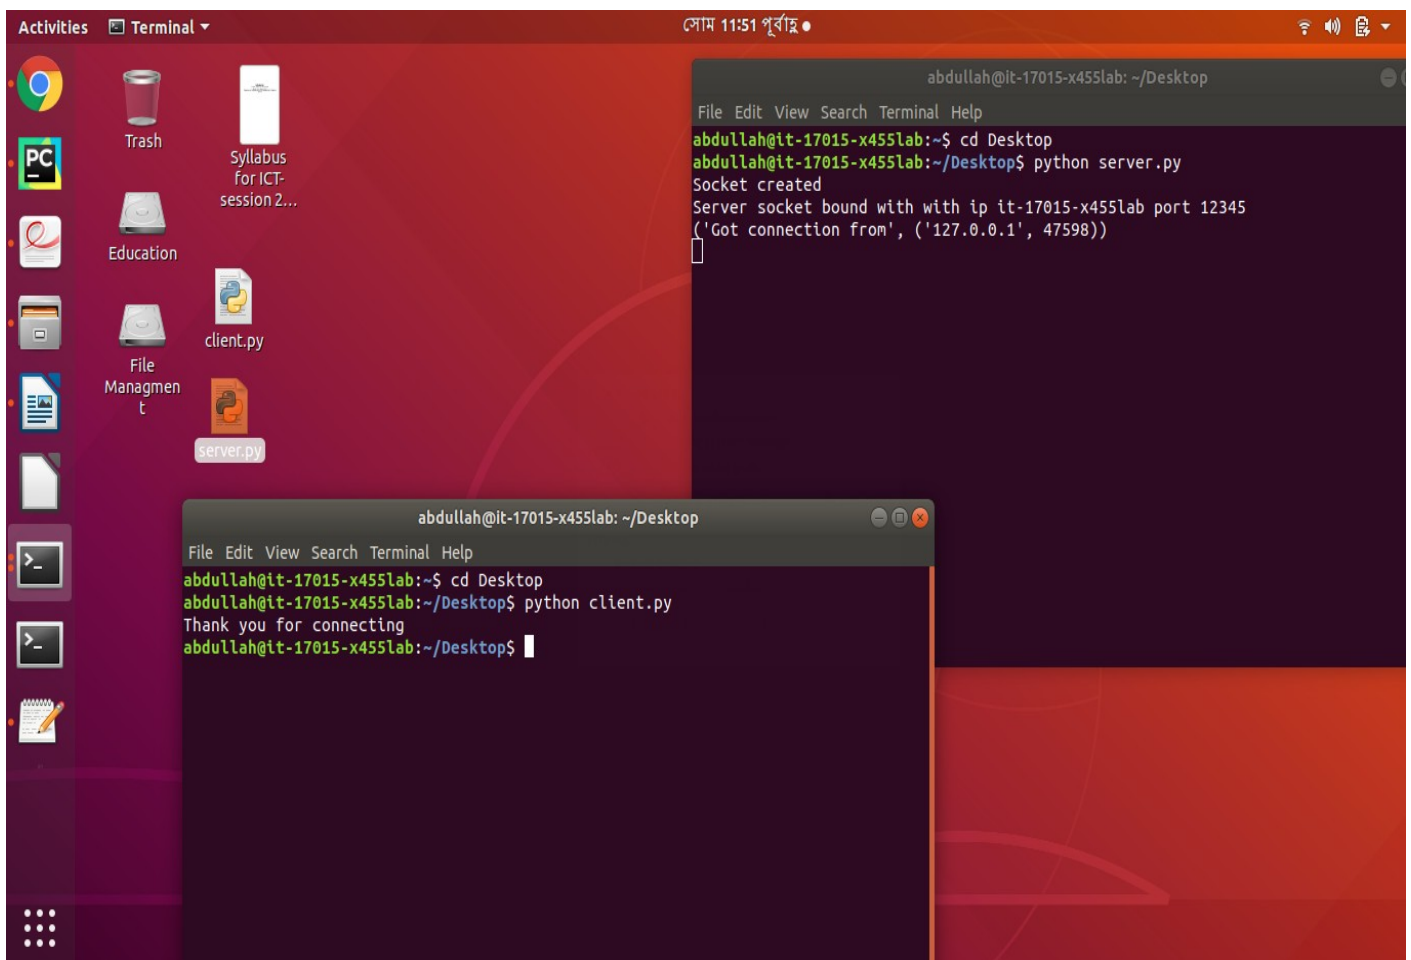 Activities Terminal সোম 11:51 পূর্বাহ্ণ
Trash
Syllabus
for ICT-
session 2...
PC
Education
client.py
File
Managmen
t
server.py
abdullah@it-17015-x455lab: ~/Desktop
File Edit View Search Terminal Help
abdullah@it-17015-x455lab:~$ cd Desktop
abdullah@it-17015-x455lab:~/Desktop$ python server.py
Socket created
Server socket bound with with ip it-17015-x455lab port 12345
('Got connection from', ('127.0.0.1', 47598))
abdullah@it-17015-x455lab: ~/Desktop
File Edit View Search Terminal Help
abdullah@it-17015-x455lab:~$ cd Desktop
abdullah@it-17015-x455lab:~/Desktop$ python client.py
Thank you for connecting
abdullah@it-17015-x455lab:~/Desktop$